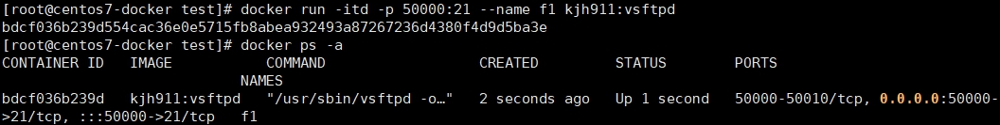 [root@centos7-docker test]# docker run -itd -p 50000:21 --name f1 kjh911:vsftpd
bdcf036b239d554cac36e0e5715fb8abea932493a87267236d4380f4d9d5ba3e
[root@centos7-docker test]# docker ps -a
CONTAINER ID   IMAGE           COMMAND                  CREATED         STATUS        PORTS
                        NAMES
bdcf036b239d   kjh911:vsftpd   "/usr/sbin/vsftpd -o…"   2 seconds ago   Up 1 second   50000-50010/tcp, 0.0.0.0:50000-
>21/tcp, :::50000->21/tcp   f1